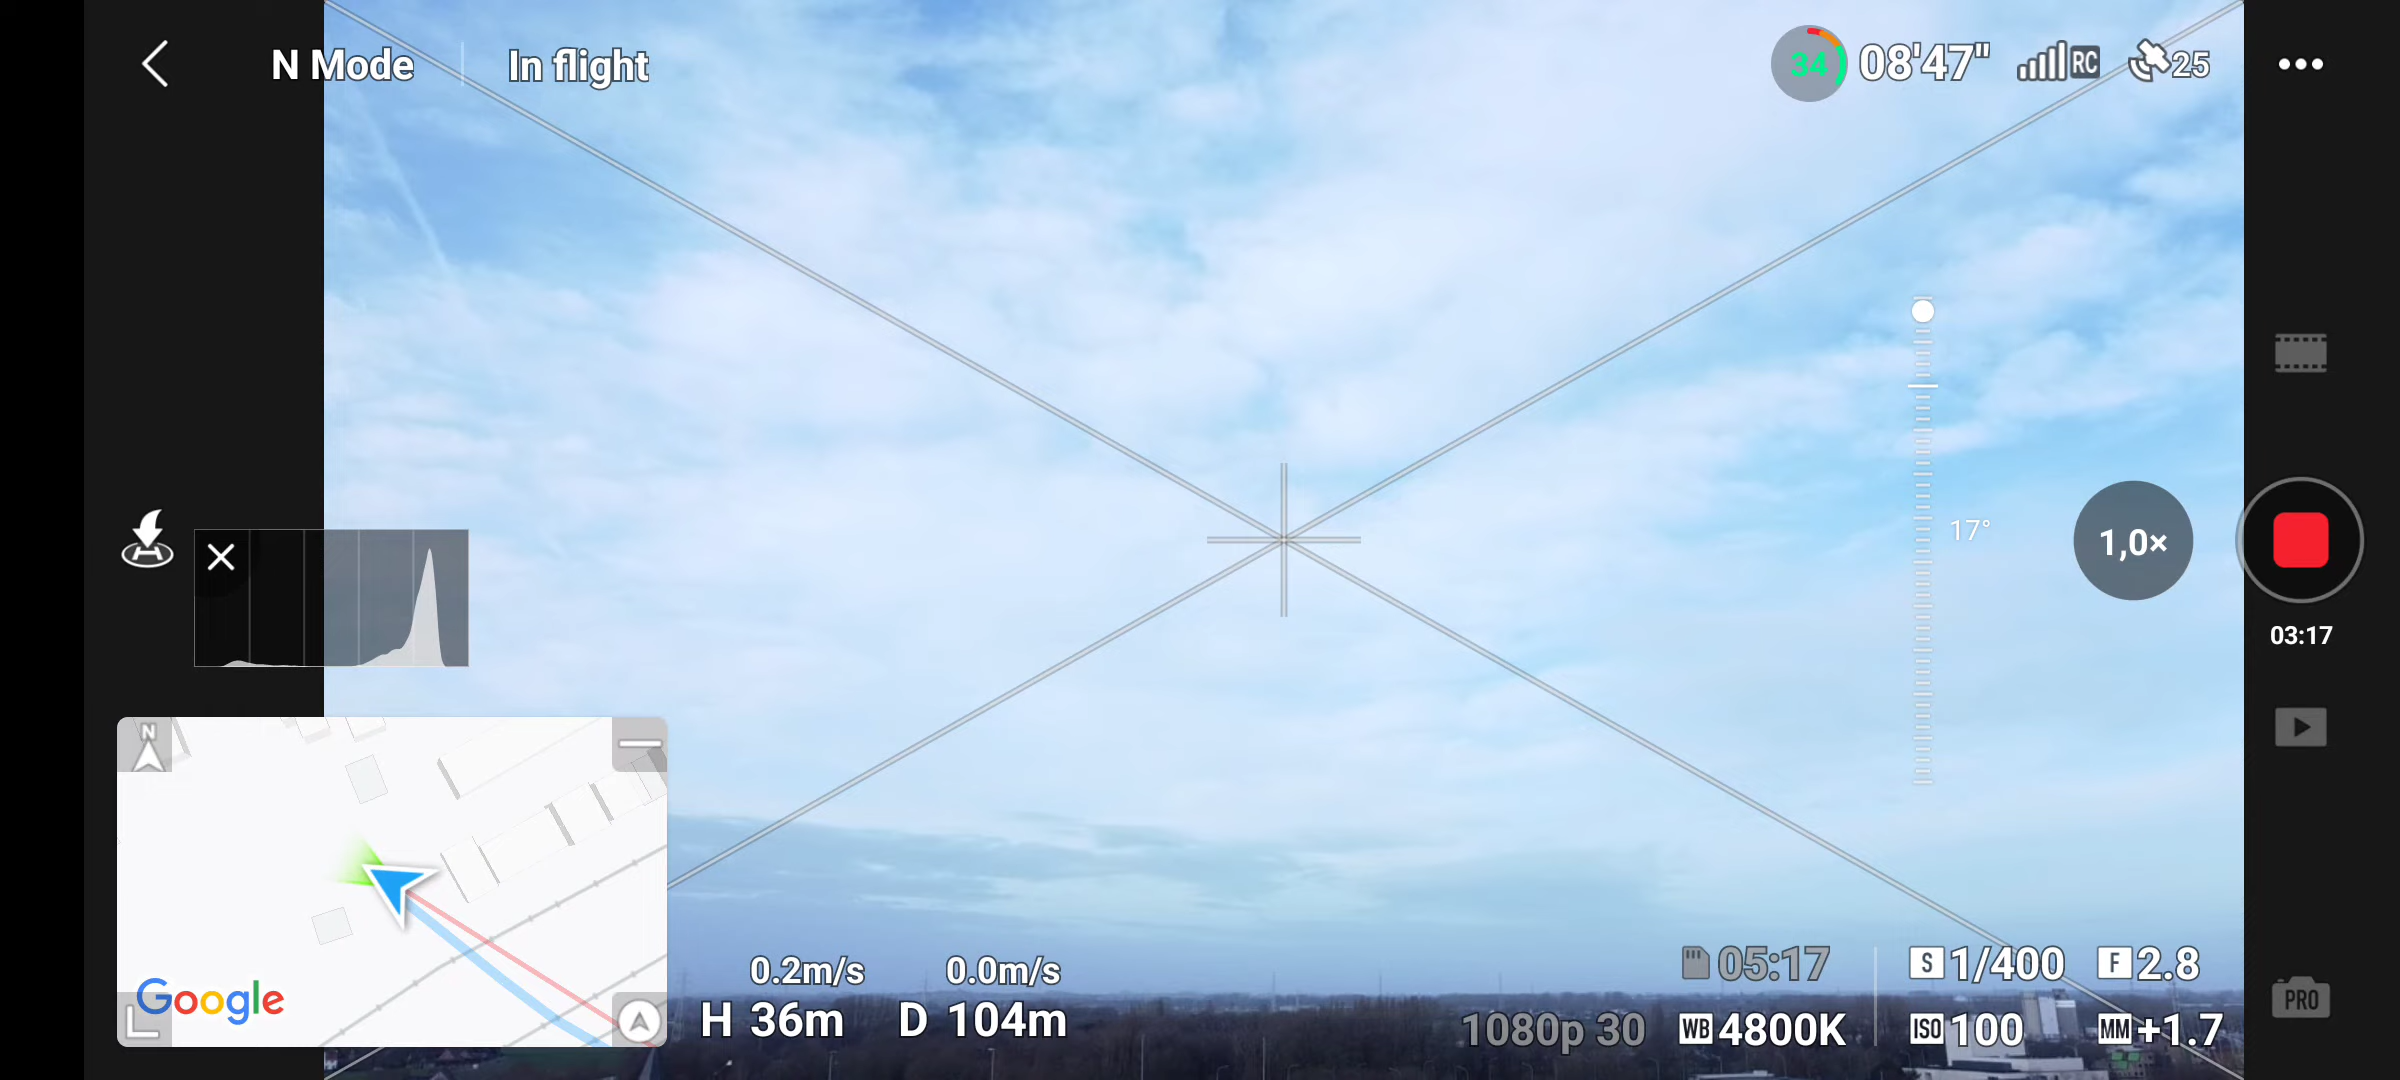 N Mode
In flight
34
08'47"
RC
25
17°
1,0×
03:17
N
Google
0.2m/s
0.0m/s
H 36m
D 104m
05:17
S 1/400
F 2.8
1080p 30
WB 4800K
ISO 100
MM +1.7
PRO